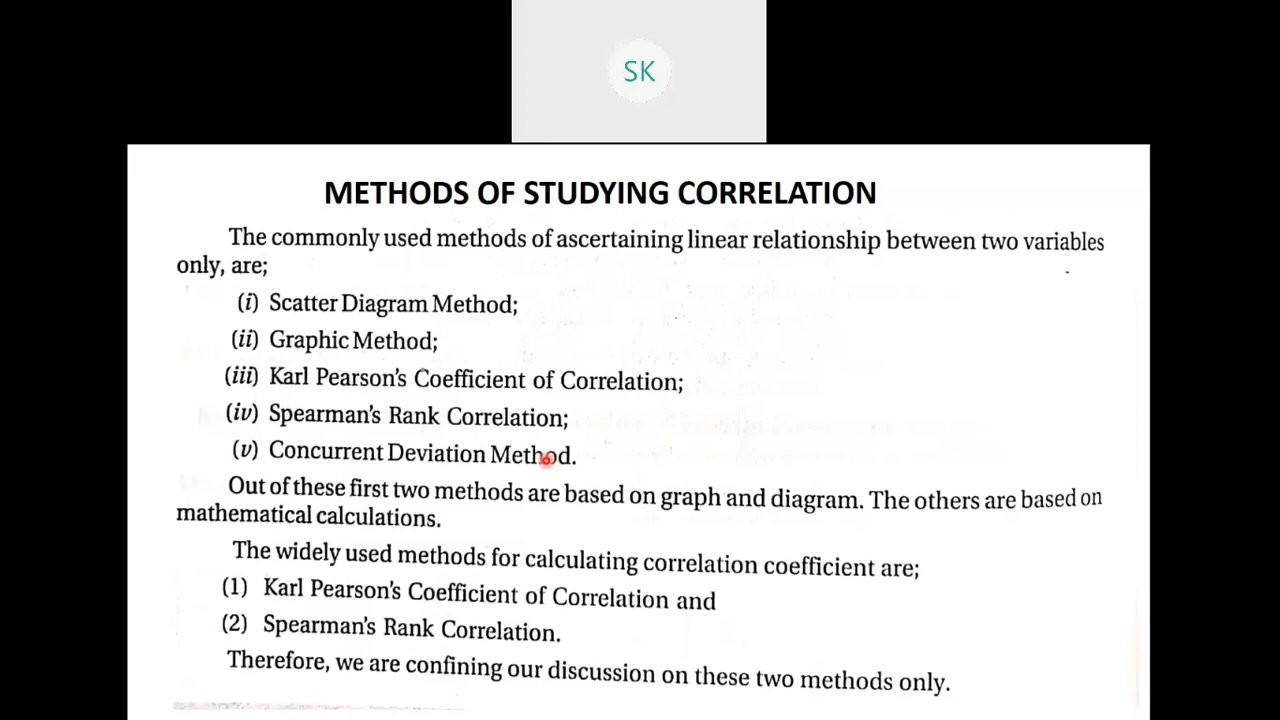 SK
METHODS OF STUDYING CORRELATION
The commonly used methods of ascertaining linear relationship between two variables
only, are;
(i) Scatter Diagram Method;
(ii) Graphic Method;
(iii) Karl Pearson's Coefficient of Correlation;
(iv) Spearman's Rank Correlation;
(v) Concurrent Deviation Method.
Out of these first two methods are based on graph and diagram. The others are based on
mathematical calculations.
The widely used methods for calculating correlation coefficient are;
(1) Karl Pearson's Coefficient of Correlation and
(2) Spearman's Rank Correlation.
Therefore, we are confining our discussion on these two methods only.